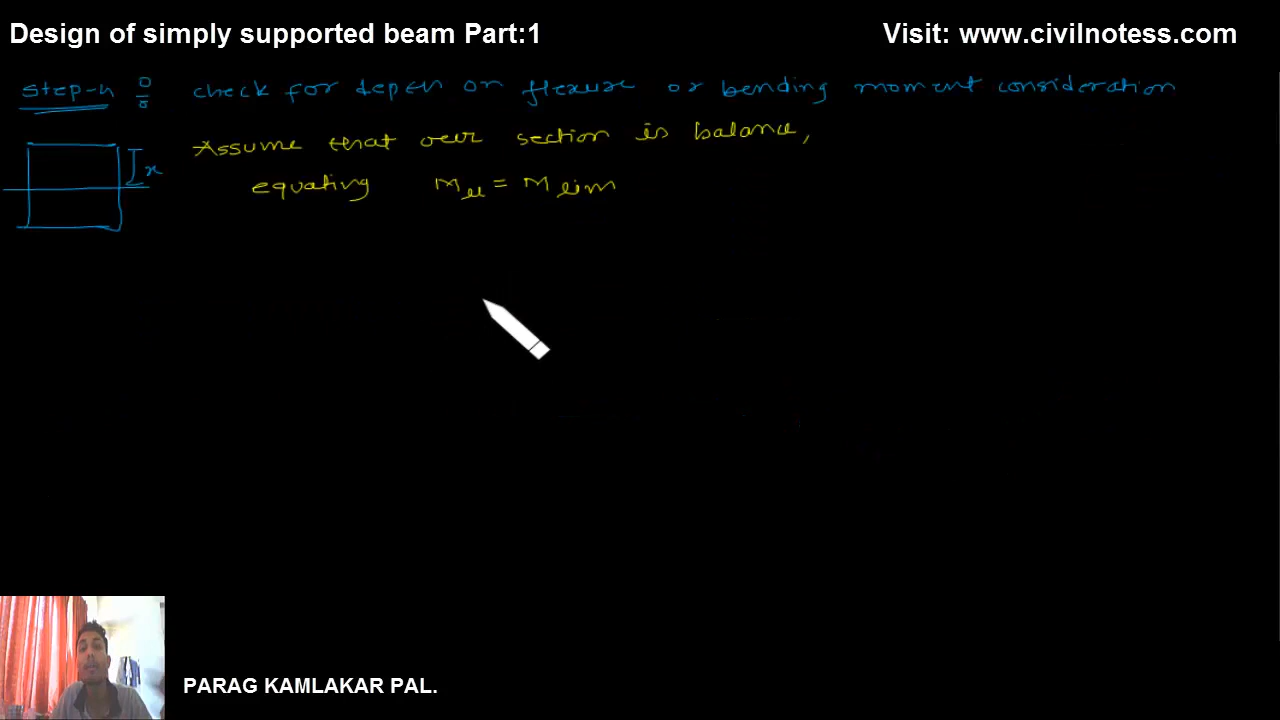 Design of simply supported beam Part:1
Visit: www.civilnotess.com
step-4 % check for depth on flexure or bending moment consideration
x
Assume that our section is balance,
equating Mu = Mlim
PARAG KAMLAKAR PAL.